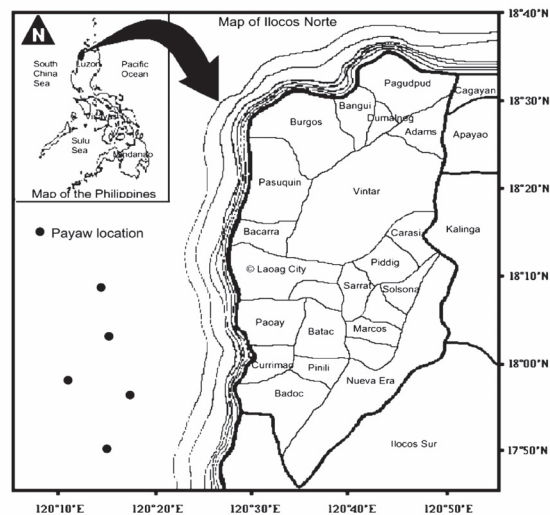 N
Map of Ilocos Norte
South
China
Sea
Luzon
Pacific
Ocean
Visayas
Sulu
Sea
Mindanao
Map of the Philippines
Payaw location
Pagudpud
Cagayan
Bangui
Dumalneg
Burgos
Adams
Apayao
Pasuquin
Vintar
Bacarra
Carasi
Kalinga
© Laoag City
Piddig
Sarrat
Solsona
Paoay
Batac
Marcos
Currimao
Pinili
Nueva Era
Badoc
Ilocos Sur
18°40'N
18°30'N
18°20'N
18°10'N
18°00'N
17°50'N
120°10'E
120°20'E
120°30'E
120°40'E
120°50'E